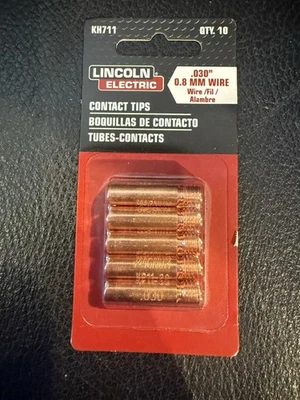 KH711
QTY. 10
LINCOLN
ELECTRIC
.030"
0.8 MM WIRE
Wire /Fil /
Alambre
CONTACT TIPS
BOQUILLAS DE CONTACTO
TUBES-CONTACTS
.030